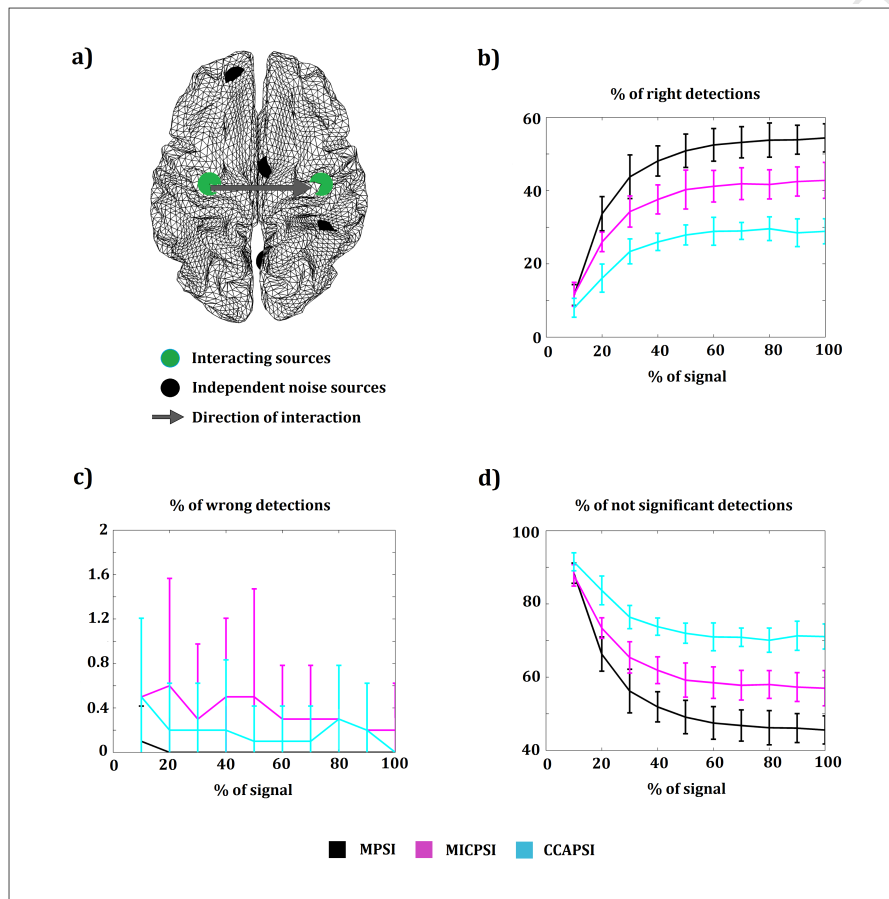 a)
b)
% of right detections
60
40
20
0
0 20 40 60 80 100
% of signal
Interacting sources
Independent noise sources
Direction of interaction
c)
% of wrong detections
2
1.6
1.2
0.8
0.4
0
0 20 40 60 80 100
% of signal
d)
% of not significant detections
100
80
60
40
0 20 40 60 80 100
% of signal
MPSI MICPSI CCAPSI